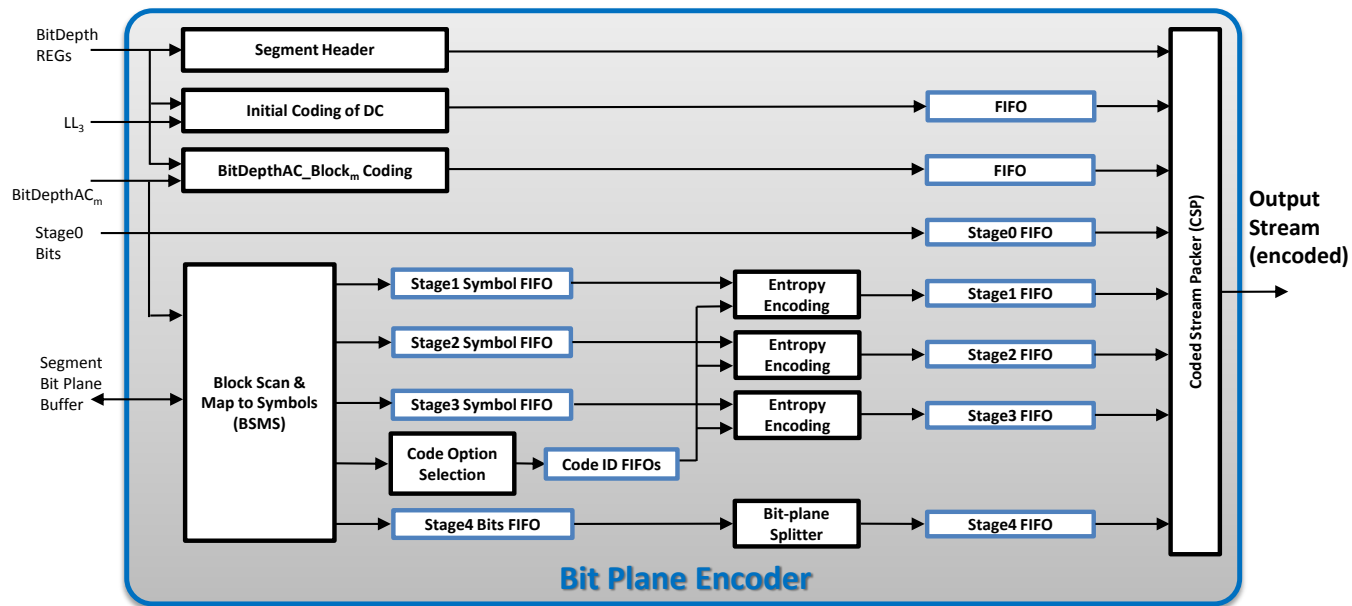 BitDepth
REGs
Segment Header
Initial Coding of DC
FIFO
LL3
BitDepthAC_Blockm Coding
FIFO
BitDepthACm
Stage0
Bits
Stage0 FIFO
Stage1 Symbol FIFO
Entropy
Encoding
Stage1 FIFO
Stage2 Symbol FIFO
Entropy
Encoding
Stage2 FIFO
Segment
Bit Plane
Buffer
Block Scan &
Map to Symbols
(BSMS)
Stage3 Symbol FIFO
Entropy
Encoding
Stage3 FIFO
Code Option
Selection
Code ID FIFOs
Stage4 Bits FIFO
Bit-plane
Splitter
Stage4 FIFO
Coded Stream Packer (CSP)
Output
Stream
(encoded)
Bit Plane Encoder